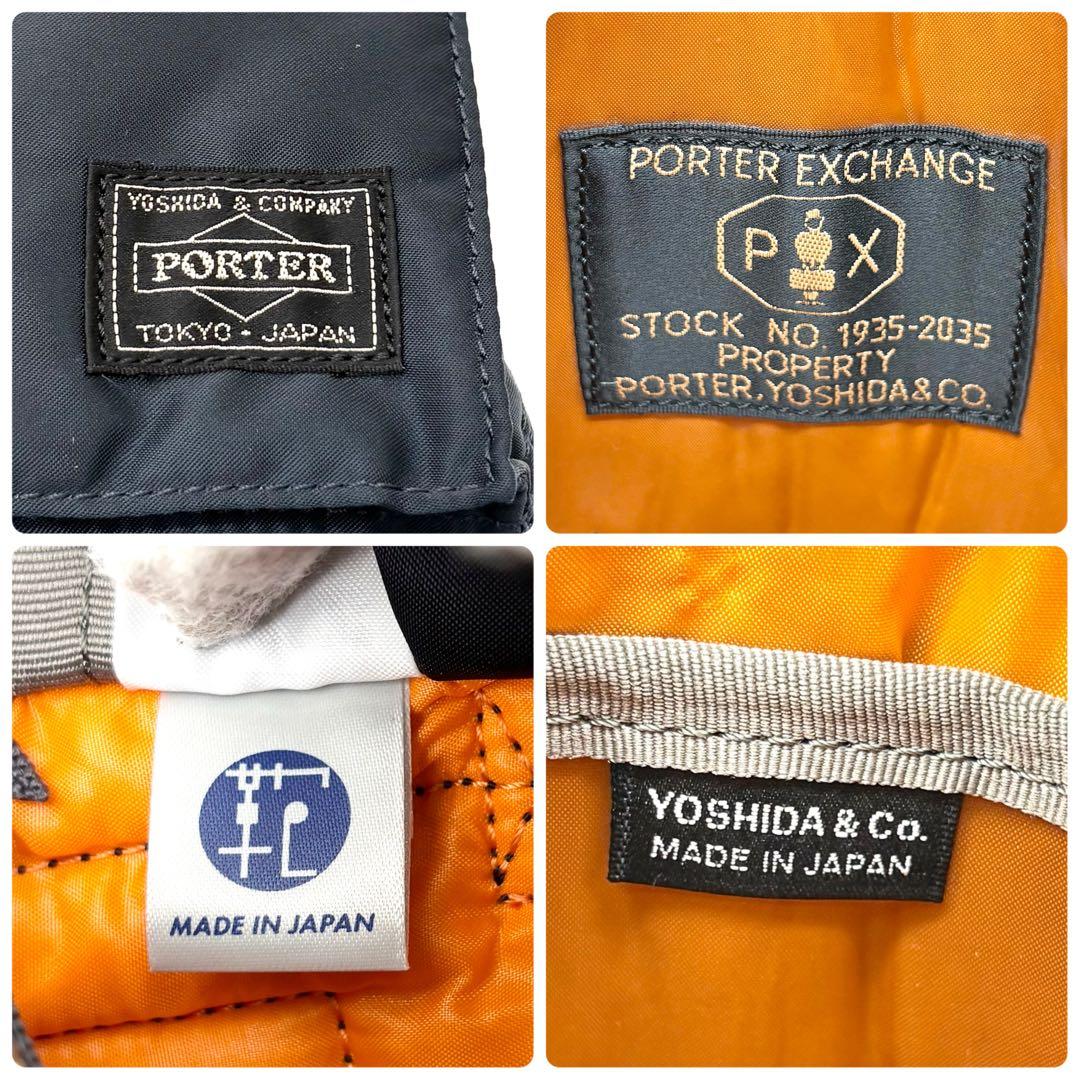 YOSHIDA & COMPANY
PORTER
TOKYO - JAPAN
PORTER EXCHANGE
P X
STOCK NO. 1935-2035
PROPERTY
PORTER, YOSHIDA & CO.
MADE IN JAPAN
YOSHIDA & Co.
MADE IN JAPAN